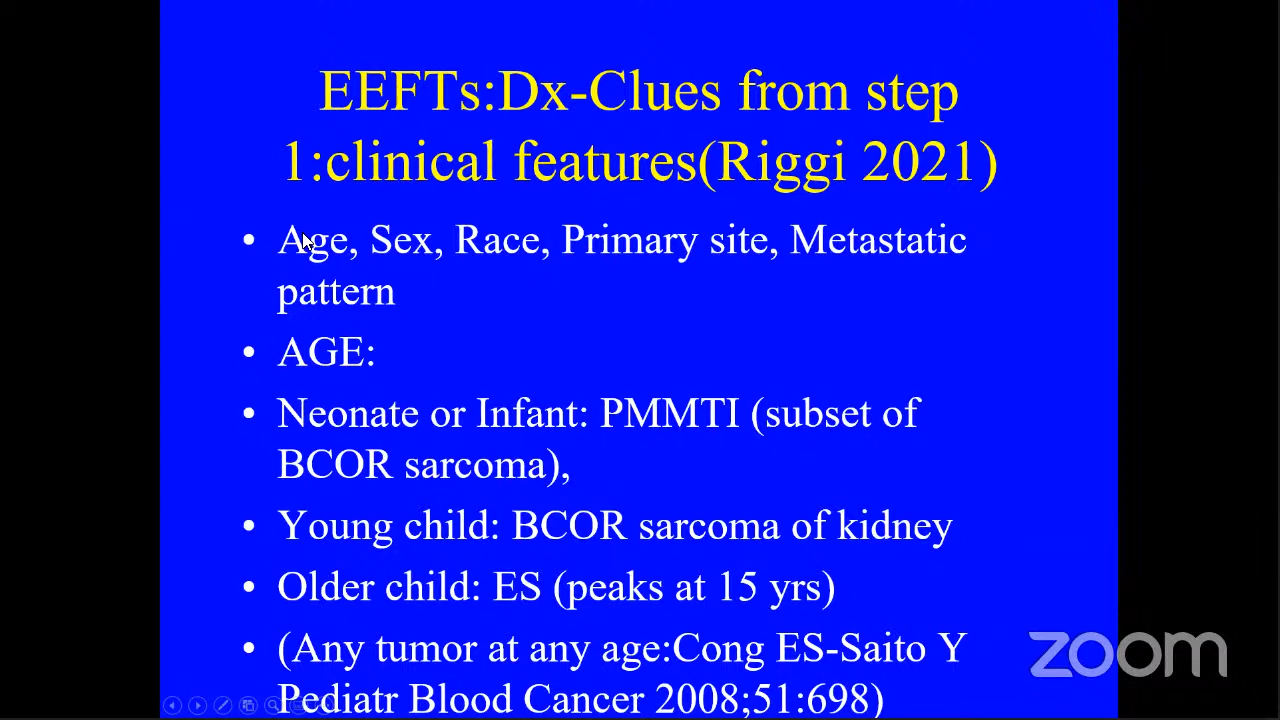 EEFTs:Dx-Clues from step
1:clinical features(Riggi 2021)
• Age, Sex, Race, Primary site, Metastatic
pattern
• AGE:
• Neonate or Infant: PMMTI (subset of
BCOR sarcoma),
• Young child: BCOR sarcoma of kidney
• Older child: ES (peaks at 15 yrs)
• (Any tumor at any age:Cong ES-Saito Y
Pediatr Blood Cancer 2008;51:698)
zoom